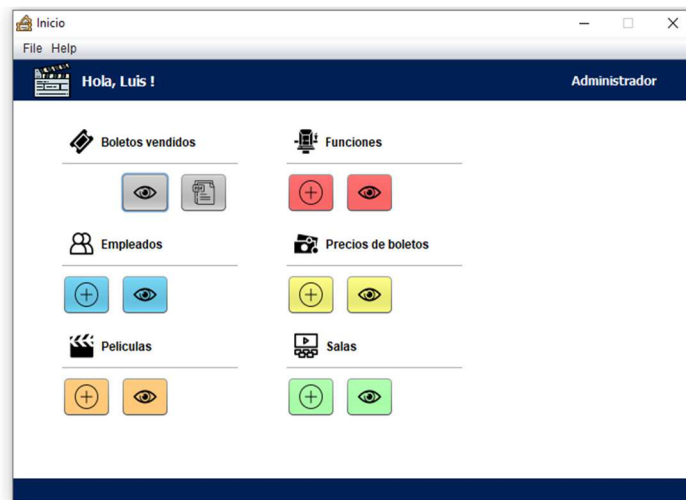 Inicio
File Help
Hola, Luis !
Administrador
Boletos vendidos
Funciones
Empleados
Precios de boletos
Peliculas
Salas